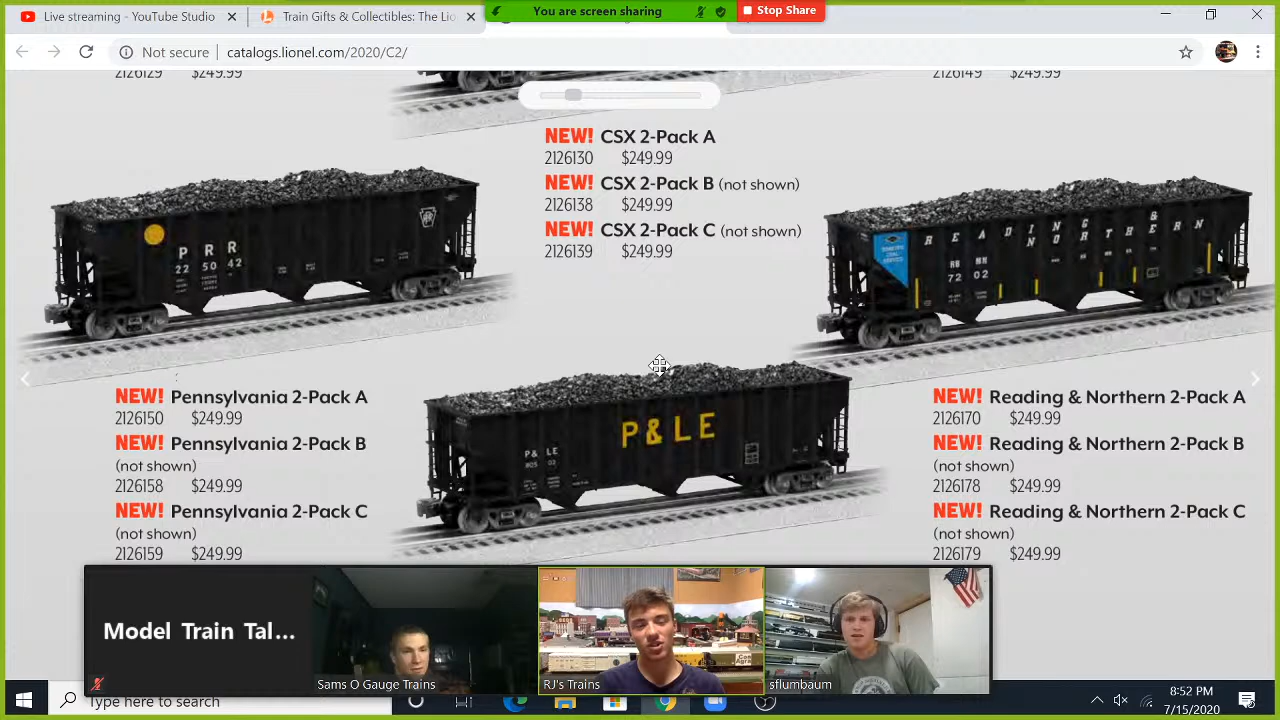 Live streaming - YouTube Studio
Train Gifts & Collectibles: The Lio
You are screen sharing
Stop Share
Not secure
catalogs.lionel.com/2020/C2/
2126129 $249.99
2126149 $249.99
NEW! CSX 2-Pack A
2126130 $249.99
NEW! CSX 2-Pack B (not shown)
2126138 $249.99
NEW! CSX 2-Pack C (not shown)
2126139 $249.99
PRR
225042
READING &
NORTHERN
RB MN
7202
NEW! Pennsylvania 2-Pack A
2126150 $249.99
NEW! Pennsylvania 2-Pack B
(not shown)
2126158 $249.99
NEW! Pennsylvania 2-Pack C
(not shown)
2126159 $249.99
P&LE
P& LE
NEW! Reading & Northern 2-Pack A
2126170 $249.99
NEW! Reading & Northern 2-Pack B
(not shown)
2126178 $249.99
NEW! Reading & Northern 2-Pack C
(not shown)
2126179 $249.99
Model Train Tal...
Sams O Gauge Trains
RJ's Trains
sflumbaum
Type here to search
8:52 PM
7/15/2020